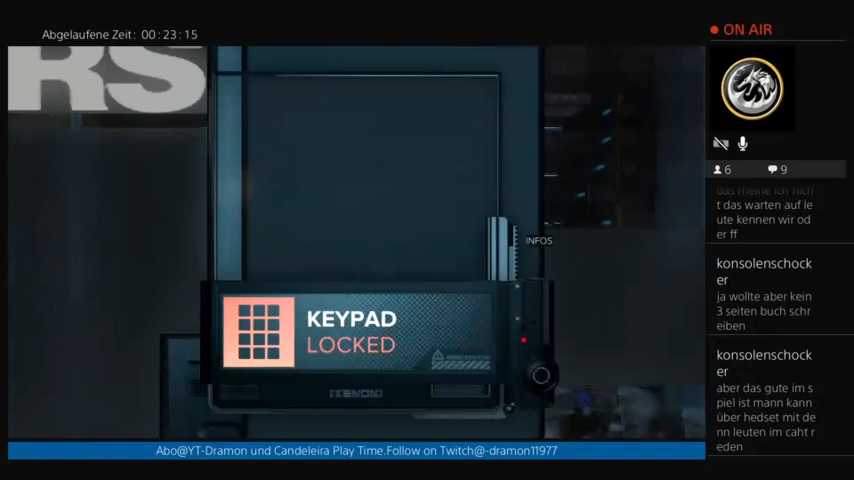 Abgelaufene Zeit: 00:23:15
ON AIR
RS
6
9
das meine ich nich
t das warten auf le
ute kennen wir od
er ff
INFOS
konsolenschock
er
ja wollte aber kein
3 seiten buch schr
eiben
KEYPAD
LOCKED
konsolenschock
er
aber das gute im s
piel ist mann kann
über hedset mit de
nn leuten im caht r
eden
Abo@YT-Dramon und Candeleira Play Time.Follow on Twitch@-dramon11977